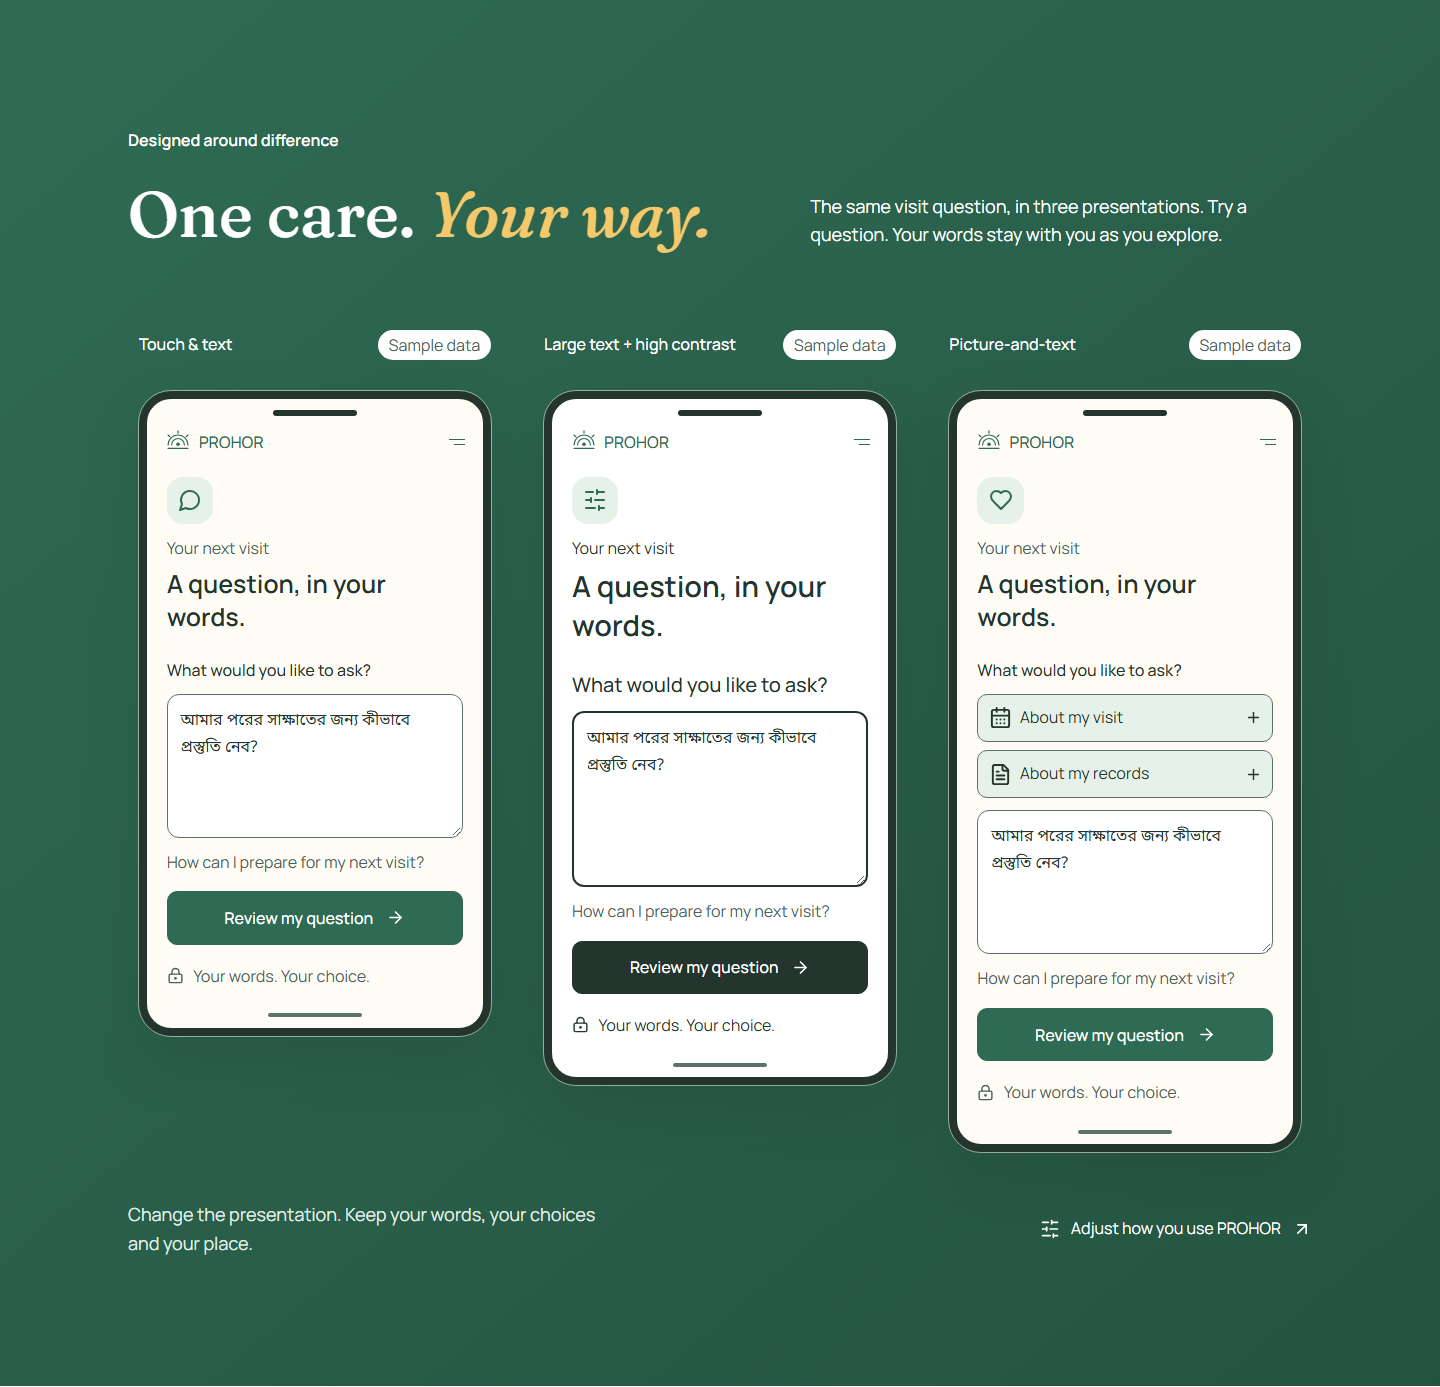 Designed around difference
One care. Your way.
The same visit question, in three presentations. Try a
question. Your words stay with you as you explore.
Touch & text
Sample data
PROHOR
Your next visit
A question, in your
words.
What would you like to ask?
আমার পরের সাক্ষাতের জন্য কীভাবে
প্রস্তুতি নেব?
How can I prepare for my next visit?
Review my question
Your words. Your choice.
Large text + high contrast
Sample data
PROHOR
Your next visit
A question, in your
words.
What would you like to ask?
আমার পরের সাক্ষাতের জন্য কীভাবে
প্রস্তুতি নেব?
How can I prepare for my next visit?
Review my question
Your words. Your choice.
Picture-and-text
Sample data
PROHOR
Your next visit
A question, in your
words.
What would you like to ask?
About my visit
About my records
আমার পরের সাক্ষাতের জন্য কীভাবে
প্রস্তুতি নেব?
How can I prepare for my next visit?
Review my question
Your words. Your choice.
Change the presentation. Keep your words, your choices
and your place.
Adjust how you use PROHOR